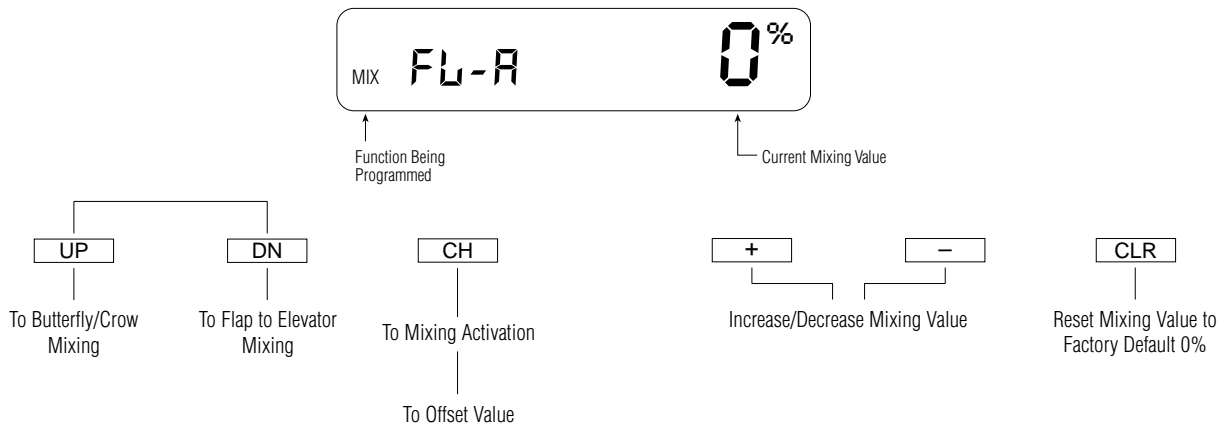 MIX FL-A 0%
Function Being
Programmed
Current Mixing Value
UP DN CH + – CLR
To Butterfly/Crow
Mixing
To Flap to Elevator
Mixing
To Mixing Activation
To Offset Value
Increase/Decrease Mixing Value
Reset Mixing Value to
Factory Default 0%